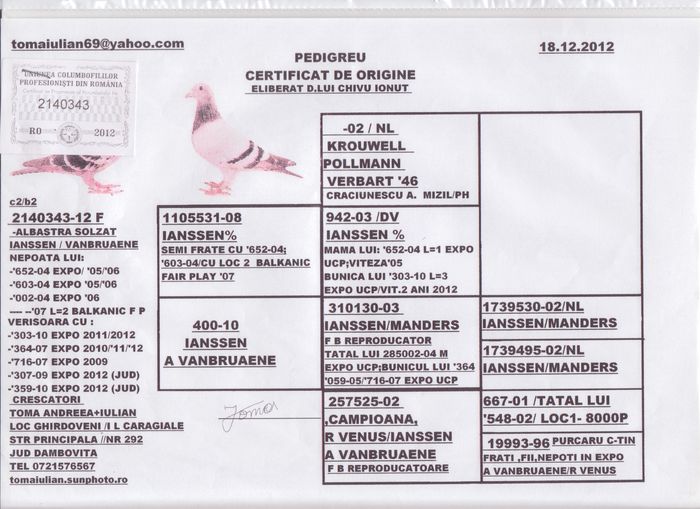 tomaiulian69@yahoo.com
18.12.2012
PEDIGREU
CERTIFICAT DE ORIGINE
ELIBERAT D.LUI CHIVU IONUT
UNIUNEA COLUMBOFILILOR
PROFESIONIȘTI DIN ROMÂNIA
2140343
RO 2012
c2/b2
2140343-12 F
-ALBASTRA SOLZAT
IANSSEN / VANBRUAENE
NEPOATA LUI:
-'652-04 EXPO/ '05/'06
-'603-04 EXPO '05/'06
-'002-04 EXPO '06
---- --'07 L=2 BALKANIC F P
VERISOARA CU :
-'303-10 EXPO 2011/2012
-'364-07 EXPO 2010/'11/'12
-'716-07 EXPO 2009
-'307-09 EXPO 2012 (JUD)
-'359-10 EXPO 2012 (JUD)
CRESCATORI
TOMA ANDREEA+IULIAN
LOC GHIRDOVENI /I L CARAGIALE
STR PRINCIPALA //NR 292
JUD DAMBOVITA
TEL 0721576567
tomaiulian.sunphoto.ro
1105531-08
IANSSEN%
SEMI FRATE CU '652-04;
'603-04/CU LOC 2 BALKANIC
FAIR PLAY '07
400-10
IANSSEN
A VANBRUAENE
Toma
-02 / NL
KROUWELL
POLLMANN
VERBART '46
CRACIUNESCU A. MIZIL/PH
942-03 /DV
IANSSEN %
MAMA LUI: '652-04 L=1 EXPO
UCP;VITEZA'05
BUNICA LUI '303-10 L=3
EXPO UCP/VIT.2 ANI 2012
310130-03
IANSSEN/MANDERS
F B REPRODUCATOR
TATAL LUI 285002-04 M
EXPO UCP;BUNICUL LUI '364
'059-05/'716-07 EXPO UCP
257525-02
,CAMPIOANA,
R VENUS/IANSSEN
A VANBRUAENE
F B REPRODUCATOARE
1739530-02/NL
IANSSEN/MANDERS
1739495-02/NL
IANSSEN/MANDERS
667-01 /TATAL LUI
'548-02/ LOC1- 8000P
19993-96 PURCARU C-TIN
FRATI ,FII,NEPOTI IN EXPO
A VANBRUAENE/R VENUS